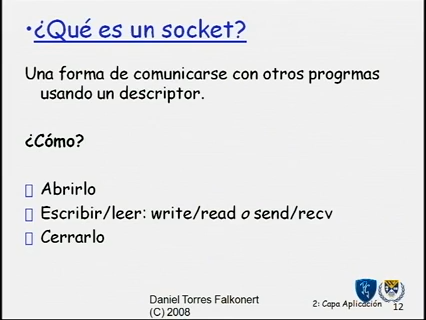 •¿Qué es un socket?
Una forma de comunicarse con otros progrmas
usando un descriptor.
¿Cómo?
Abrirlo
Escribir/leer: write/read o send/recv
Cerrarlo
Daniel Torres Falkonert
(C) 2008
2: Capa Aplicación
12